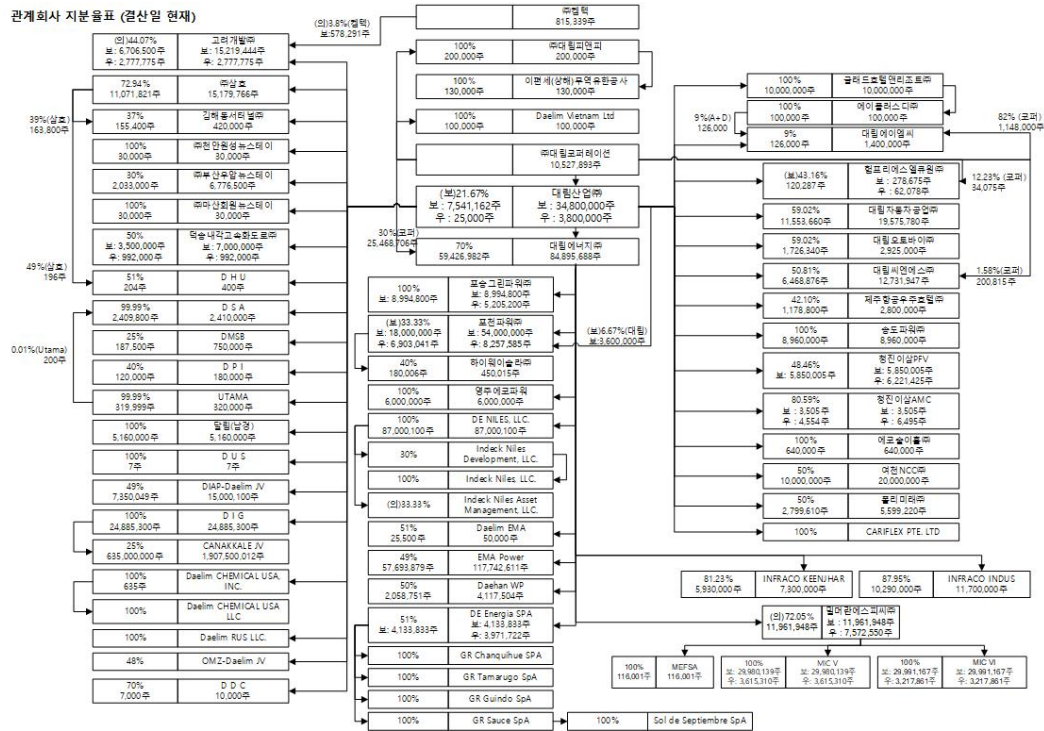 관계회사 지분율표 (결산일 현재)
(의)3.8%(켐텍)
보:578,291주
㈜켐텍
815,339주
(의)44.07%
보: 6,706,500주
우: 2,777,775주
고려개발㈜
보: 15,219,444주
우: 2,777,775주
72.94%
11,071,821주
㈜삼호
15,179,766주
39%(삼호)
163,800주
37%
155,400주
김해동서터널㈜
420,000주
100%
30,000주
㈜천안원성뉴스테이
30,000주
30%
2,033,000주
㈜부산우암뉴스테이
6,776,500주
100%
30,000주
㈜마산회원뉴스테이
30,000주
50%
보: 3,500,000주
우: 992,000주
덕송내각고속화도로㈜
보: 7,000,000주
우: 992,000주
49%(삼호)
196주
51%
204주
D H U
400주
99.99%
2,409,800주
D S A
2,410,000주
0.01%(Utama)
200주
25%
187,500주
DMSB
750,000주
40%
120,000주
D P I
180,000주
99.99%
319,999주
UTAMA
320,000주
100%
5,160,000주
달림(남경)
5,160,000주
100%
7주
D U S
7주
49%
7,350,049주
DIAP-Daelim JV
15,000,100주
100%
24,885,300주
D I G
24,885,300주
25%
635,000,000주
CANAKKALE JV
1,907,500,012주
100%
635주
Daelim CHEMICAL USA,
INC.
100%
Daelim CHEMICAL USA
LLC
100%
Daelim RUS LLC.
48%
OMZ-Daelim JV
70%
7,000주
D D C
10,000주
100%
200,000주
㈜대림피앤피
200,000주
100%
130,000주
이편세(상해)무역유한공사
130,000주
100%
100,000주
Daelim Vietnam Ltd
100,000주
㈜대림코퍼레이션
10,527,893주
(보)21.67%
보 : 7,541,162주
우 : 25,000주
대림산업㈜
보 : 34,800,000주
우 : 3,800,000주
30%(코퍼)
25,468,706주
70%
59,426,982주
대림에너지㈜
84,895,688주
100%
보: 8,994,800주
포승그린파워㈜
보: 8,994,800주
우: 5,205,200주
(보)33.33%
보: 18,000,000주
우: 6,903,041주
포천파워㈜
보: 54,000,000주
우: 8,257,585주
(보)6.67%(대림)
보:3,600,000주
40%
180,006주
하이웨이솔라㈜
450,015주
100%
6,000,000주
영주에코파워
6,000,000주
100%
87,000,100주
DE NILES, LLC.
87,000,100주
30%
Indeck Niles
Development, LLC.
100%
Indeck Niles, LLC.
(의)33.33%
Indeck Niles Asset
Management, LLC.
51%
25,500주
Daelim EMA
50,000주
49%
57,693,879주
EMA Power
117,742,611주
50%
2,058,751주
Daehan WP
4,117,504주
51%
보: 4,133,833주
DE Energia SPA
보: 4,133,833주
우: 3,971,722주
100%
GR Chanquihue SPA
100%
GR Tamarugo SpA
100%
GR Guindo SpA
100%
GR Sauce SpA
100%
Sol de Septiembre SpA
100%
10,000,000주
글래드호텔앤리조트㈜
10,000,000주
100%
100,000주
에이플러스디㈜
100,000주
9%(A+D)
126,000
9%
126,000주
대림에이엠씨
1,400,000주
82% (코퍼)
1,148,000주
(보)43.16%
120,287주
험프리에스엘류원㈜
보 : 278,675주
우 : 62,078주
12.23% (코퍼)
34,075주
59.02%
11,553,660주
대림자동차공업㈜
19,575,780주
59.02%
1,726,340주
대림오토바이㈜
2,925,000주
50.81%
6,468,876주
대림씨엔에스㈜
12,731,947주
1.58%(코퍼)
200,815주
42.10%
1,178,800주
제주항공우주호텔㈜
2,800,000주
100%
8,960,000주
송도파워㈜
8,960,000주
48.46%
보: 5,850,005주
청진이삼PFV
보: 5,850,005주
우: 6,221,425주
80.59%
보 : 3,505주
우 : 4,554주
청진이삼AMC
보 : 3,505주
우 : 6,495주
100%
640,000주
에코술이홀㈜
640,000주
50%
10,000,000주
여천NCC㈜
20,000,000주
50%
2,799,610주
폴리미래㈜
5,599,220주
100%
CARIFLEX PTE. LTD
81.23%
5,930,000주
INFRACO KEENJHAR
7,300,000주
87.95%
10,290,000주
INFRACO INDUS
11,700,000주
(의)72.05%
11,961,948주
밀머란에스피씨㈜
보 : 11,961,948주
우 : 7,572,550주
100%
116,001주
MEFSA
116,001주
100%
보: 29,980,139주
우: 3,615,310주
MIC V
보: 29,980,139주
우: 3,615,310주
100%
보: 29,991,167주
우: 3,217,861주
MIC VI
보: 29,991,167주
우: 3,217,861주